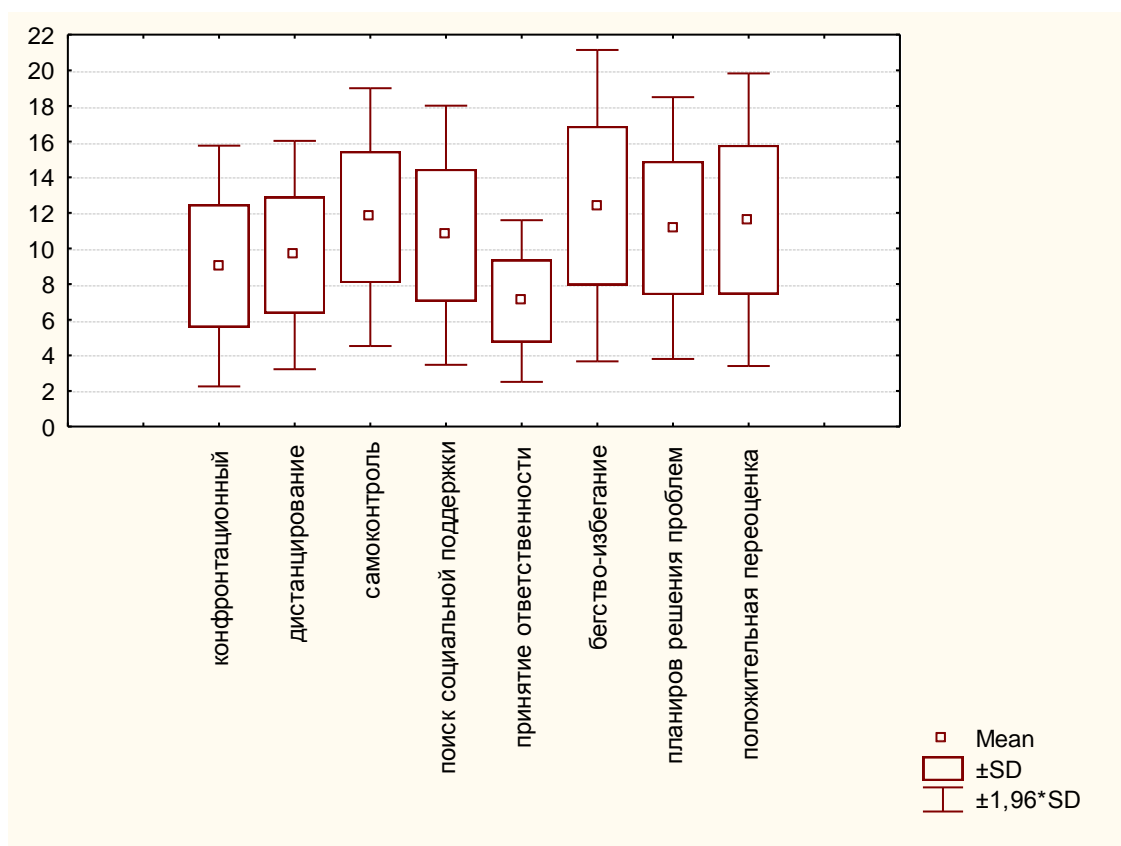 22
20
18
16
14
12
10
8
6
4
2
0
конфронтационный
дистанцирование
самоконтроль
поиск социальной поддержки
принятие ответственности
бегство-избегание
планиров решения проблем
положительная переоценка
Mean
±SD
±1,96*SD